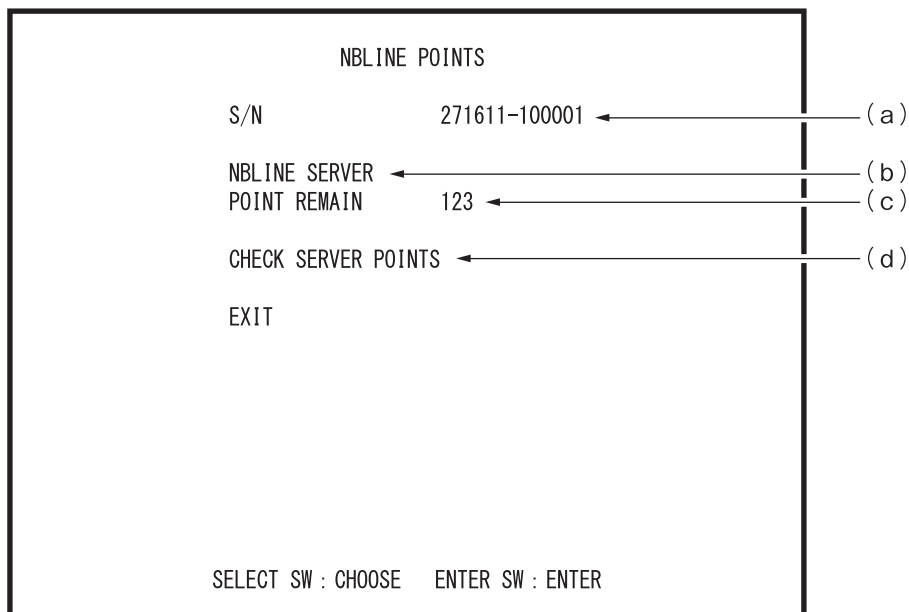 NBLINE POINTS
S/N 271611-100001 (a)
NBLINE SERVER (b)
POINT REMAIN 123 (c)
CHECK SERVER POINTS (d)
EXIT
SELECT SW : CHOOSE ENTER SW : ENTER